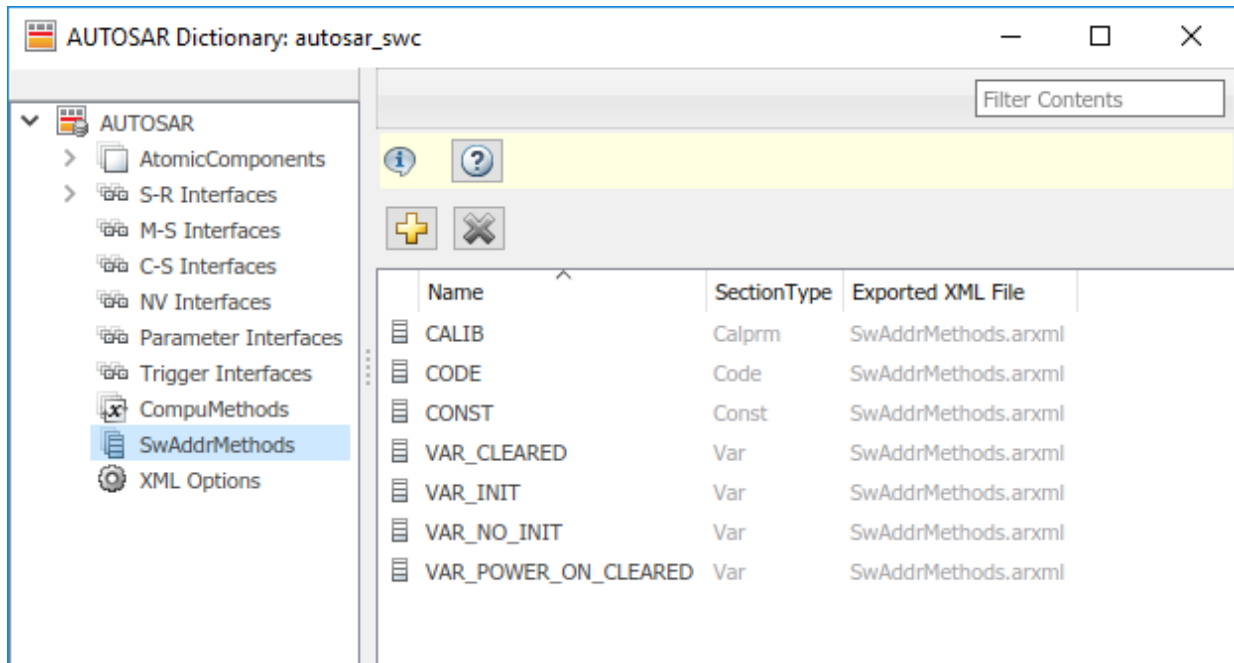 AUTOSAR Dictionary: autosar_swc
Filter Contents
AUTOSAR
AtomicComponents
S-R Interfaces
M-S Interfaces
C-S Interfaces
NV Interfaces
Parameter Interfaces
Trigger Interfaces
CompuMethods
SwAddrMethods
XML Options
Name SectionType Exported XML File
CALIB Calprm SwAddrMethods.arxml
CODE Code SwAddrMethods.arxml
CONST Const SwAddrMethods.arxml
VAR_CLEARED Var SwAddrMethods.arxml
VAR_INIT Var SwAddrMethods.arxml
VAR_NO_INIT Var SwAddrMethods.arxml
VAR_POWER_ON_CLEARED Var SwAddrMethods.arxml